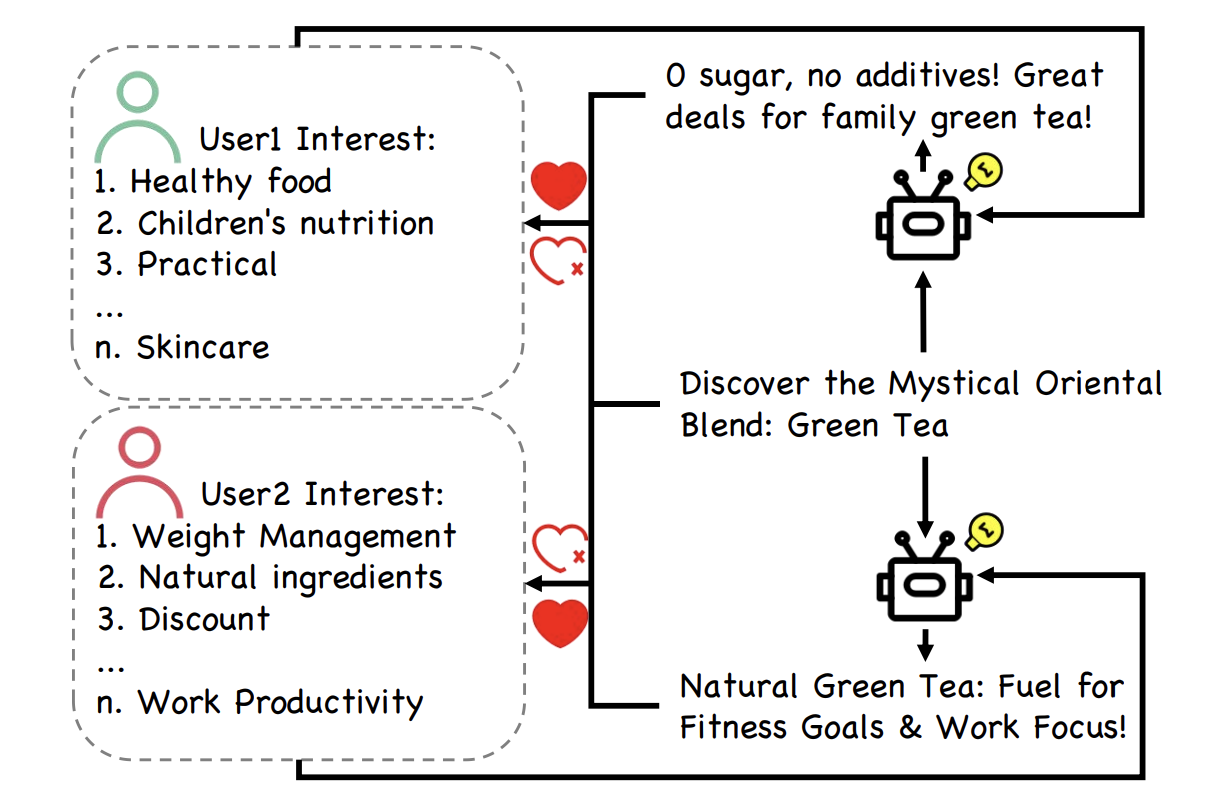 User1 Interest:
1. Healthy food
2. Children's nutrition
3. Practical
...
n. Skincare
User2 Interest:
1. Weight Management
2. Natural ingredients
3. Discount
...
n. Work Productivity
0 sugar, no additives! Great
deals for family green tea!
Discover the Mystical Oriental
Blend: Green Tea
Natural Green Tea: Fuel for
Fitness Goals & Work Focus!